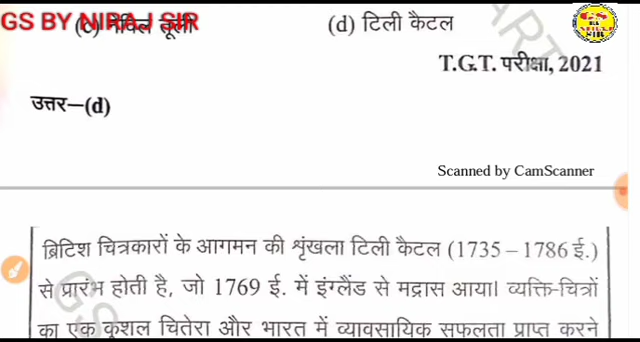 GS BY NIRAJ SIR
(c) नेविल तूली (d) टिली कैटल
T.G.T. परीक्षा, 2021
उत्तर—(d)
Scanned by CamScanner
ब्रिटिश चित्रकारों के आगमन की शृंखला टिली कैटल (1735 – 1786 ई.)
से प्रारंभ होती है, जो 1769 ई. में इंग्लैंड से मद्रास आया। व्यक्ति-चित्रों
का एक कुशल चितेरा और भारत में व्यावसायिक सफलता प्राप्त करने